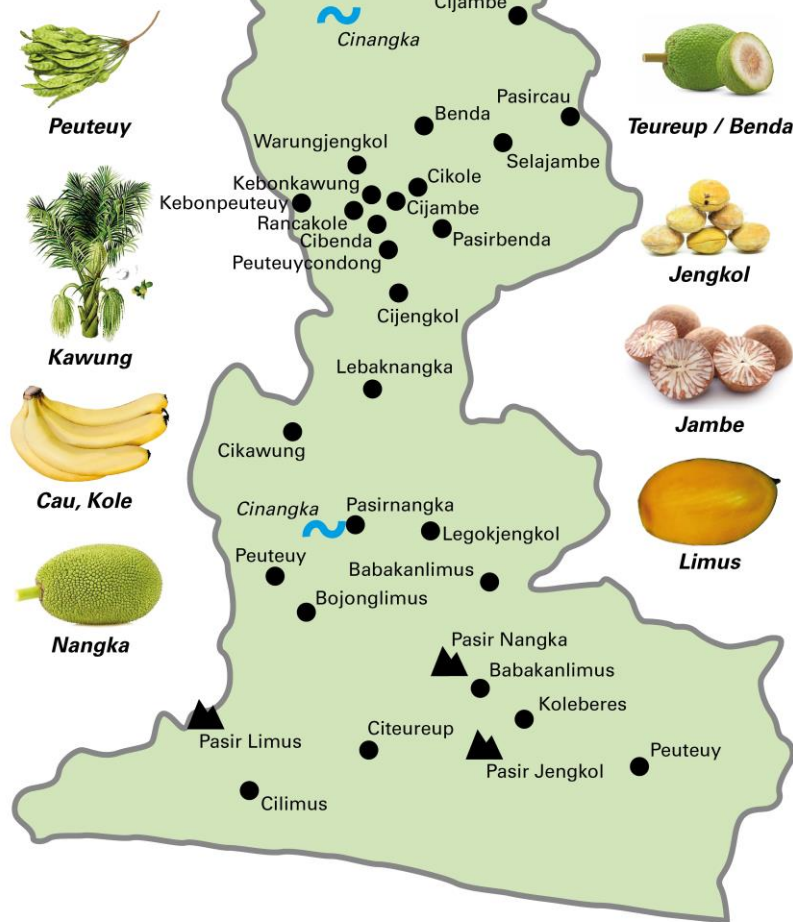 Cijambe
Cinangka
Peuteuy
Teureup / Benda
Pasircau
Benda
Selajambe
Warungjengkol
Kebonkawung
Cikole
Kebonpeuteuy
Cijambe
Rancakole
Cibenda
Pasirbenda
Peuteuycondong
Jengkol
Cijengkol
Kawung
Lebaknangka
Jambe
Cikawung
Cau, Kole
Cinangka
Pasirnangka
Legokjengkol
Peuteuy
Babakanlimus
Limus
Bojonglimus
Nangka
Pasir Nangka
Babakanlimus
Koleberes
Pasir Limus
Citeureup
Pasir Jengkol
Peuteuy
Cilimus